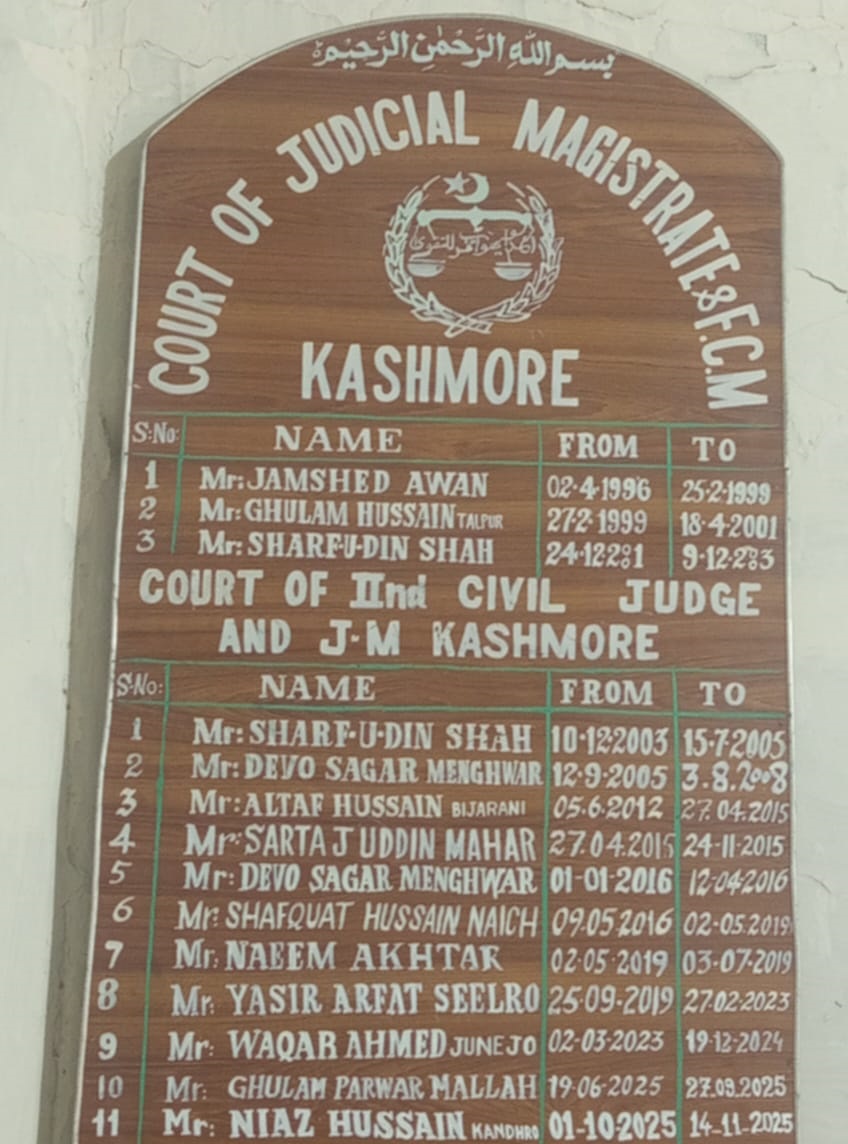 بسم اللہ الرحمٰن الرحیم
COURT OF JUDICIAL MAGISTRATE & F.C.M
KASHMORE
S:No: NAME FROM TO
1 Mr: JAMSHED AWAN 02-4-1996 25-2-1999
2 Mr: GHULAM HUSSAIN TALPUR 27-2-1999 18-4-2001
3 Mr: SHARF-U-DIN SHAH 24-12-2001 9-12-2003
COURT OF IInd CIVIL JUDGE
AND J-M KASHMORE
S:No: NAME FROM TO
1 Mr: SHARF-U-DIN SHAH 10-12-2003 15-7-2005
2 Mr: DEVO SAGAR MENGHWAR 12-9-2005 3.8.2008
3 Mr: ALTAF HUSSAIN BIJARANI 05.6.2012 27.04.2015
4 Mr: SARTAJ UDDIN MAHAR 27.04.2015 24-11-2015
5 Mr: DEVO SAGAR MENGHWAR 01-01-2016 12-04-2016
6 Mr: SHAFQUAT HUSSAIN NAICH 09.05.2016 02.05.2019
7 Mr: NAEEM AKHTAR 02-05-2019 03-07-2019
8 Mr. YASIR ARFAT SEELRO 25-09-2019 27.02.2023
9 Mr: WAQAR AHMED JUNEJO 02-03-2023 19-12-2024
10 Mr: GHULAM PARWAR MALLAH 19-06-2025 27.09.2025
11 Mr: NIAZ HUSSAIN KANDHRO 01-10-2025 14-11-2025